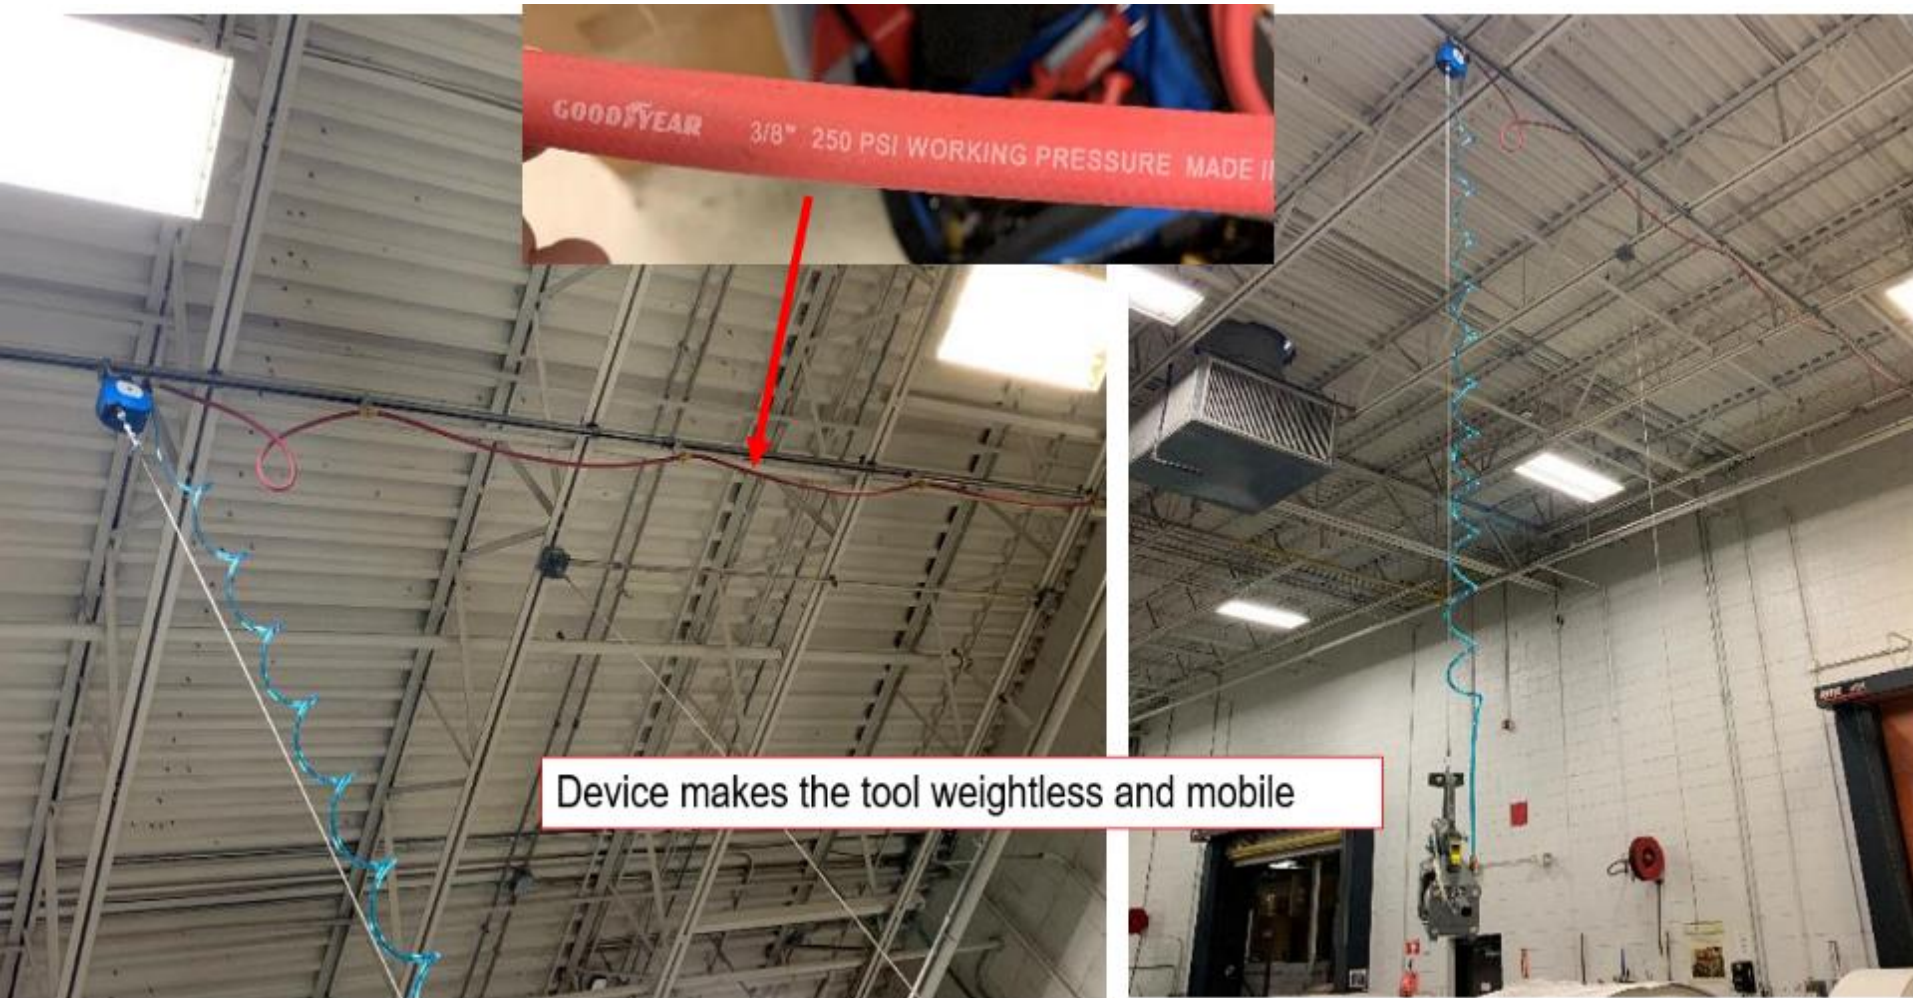 GOODYEAR 3/8" 250 PSI WORKING PRESSURE MADE
Device makes the tool weightless and mobile